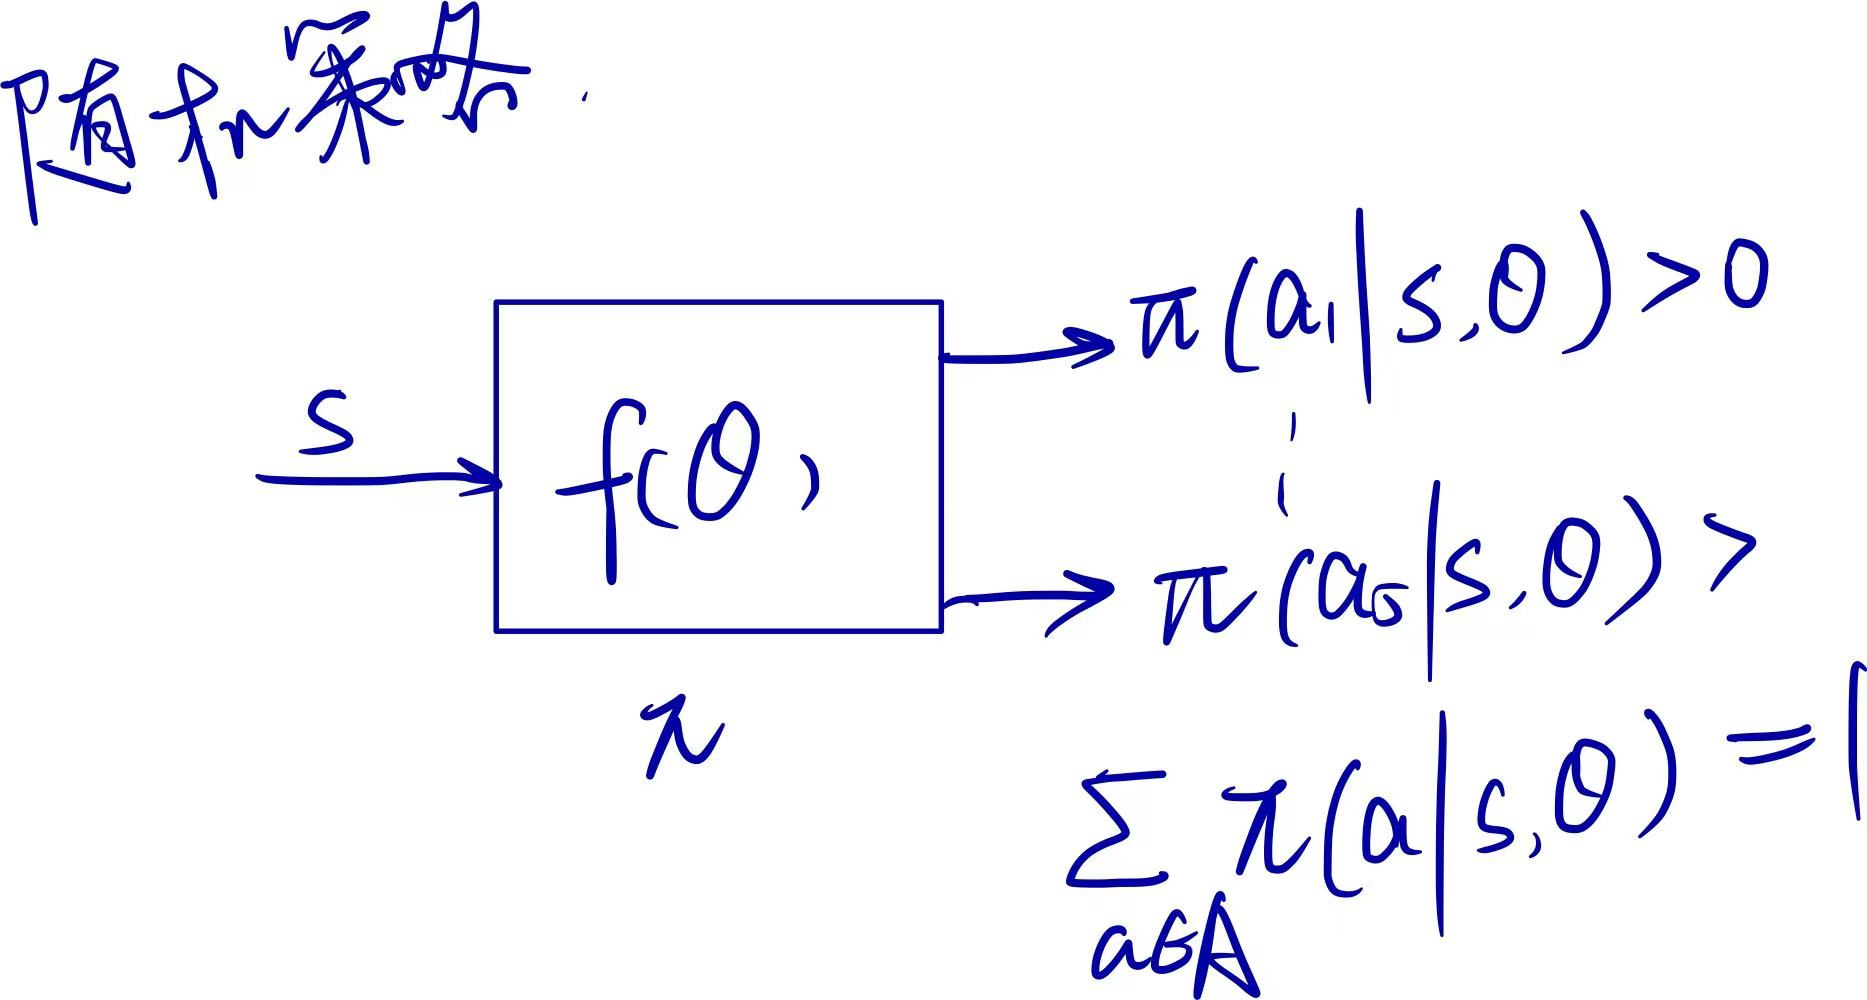 随机策略.
π(a₁|s,θ)>0
s
f(θ,)
π(a₅|s,θ)>
π
∑ π(a|s,θ)=1
a∈A